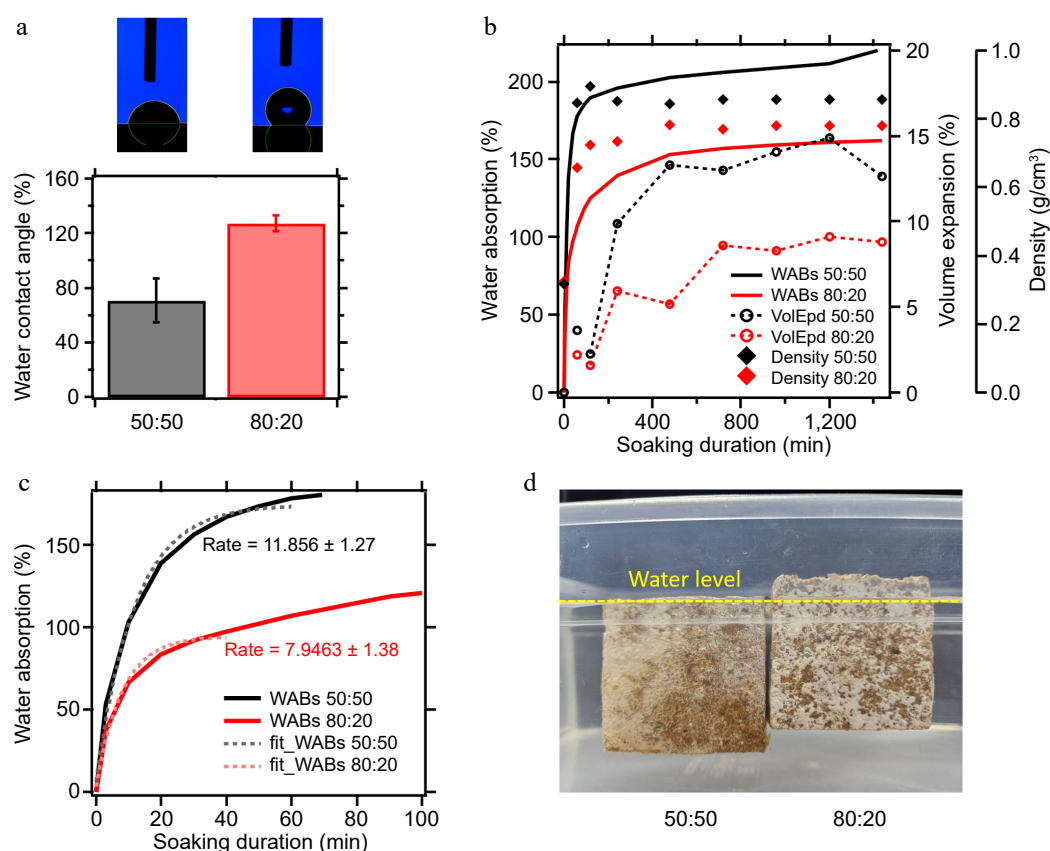 a
Water contact angle (%)
160
120
80
40
0
50:50
80:20
b
Water absorption (%)
200
150
100
50
0
0
400
800
1,200
Soaking duration (min)
20
15
10
5
0
Volume expansion (%)
1.0
0.8
0.6
0.4
0.2
0.0
Density (g/cm³)
WABs 50:50
WABs 80:20
VolEpd 50:50
VolEpd 80:20
Density 50:50
Density 80:20
c
Water absorption (%)
150
100
50
0
0
20
40
60
80
100
Soaking duration (min)
Rate = 11.856 ± 1.27
Rate = 7.9463 ± 1.38
WABs 50:50
WABs 80:20
fit_WABs 50:50
fit_WABs 80:20
d
Water level
50:50
80:20